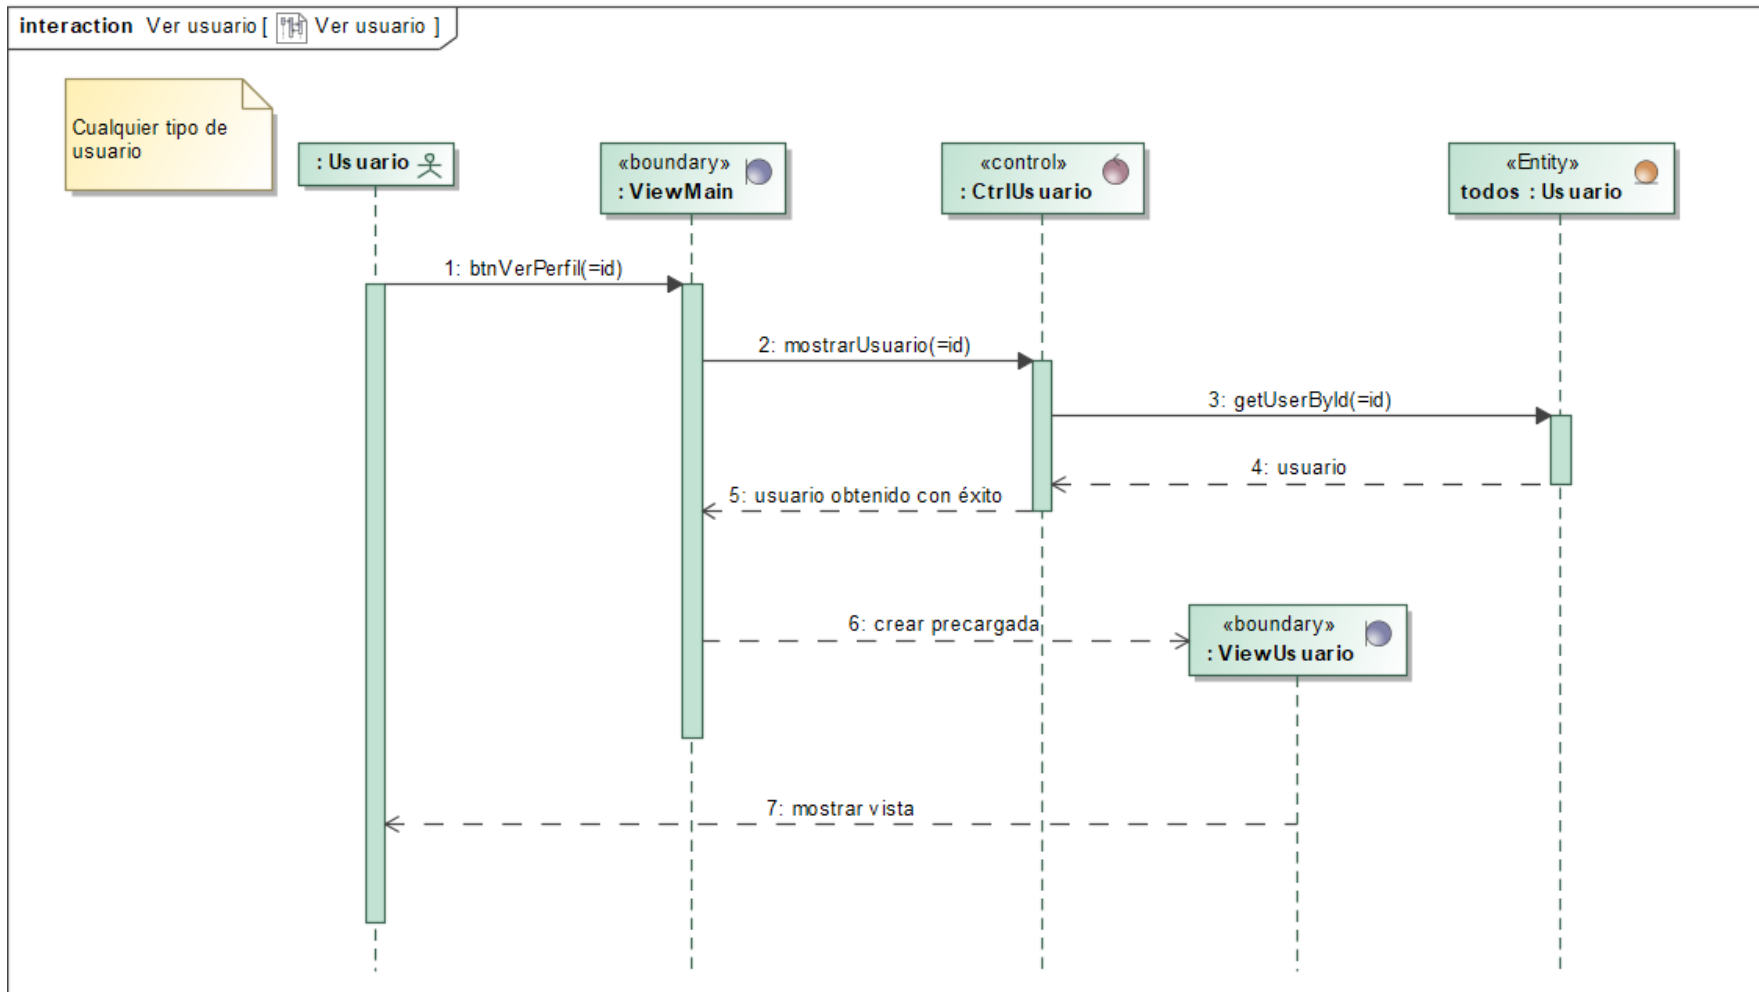 interaction Ver usuario [ Ver usuario ]
Cualquier tipo de
usuario
: Usuario
«boundary»
: ViewMain
«control»
: CtrlUsuario
«Entity»
todos : Usuario
1: btnVerPerfil(=id)
2: mostrarUsuario(=id)
3: getUserById(=id)
4: usuario
5: usuario obtenido con éxito
6: crear precargada
«boundary»
: ViewUsuario
7: mostrar vista